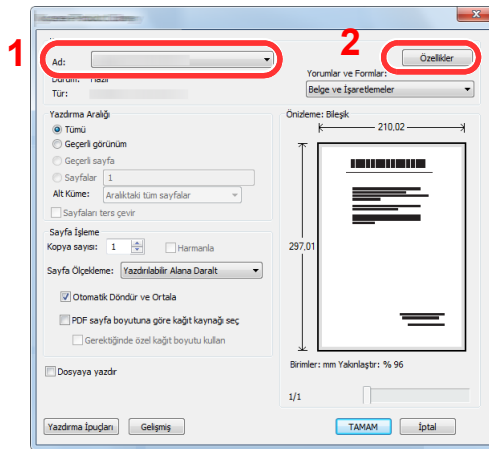 1
2
Ad:
Özellikler
Durum: Hazır
Yorumlar ve Formlar:
Tür:
Belge ve İşaretlemeler
Yazdırma Aralığı
Tümü
Geçerli görünüm
Geçerli sayfa
Sayfalar 1
Alt Küme: Aralıktaki tüm sayfalar
Sayfaları ters çevir
Sayfa İşleme
Kopya sayısı: 1 Harmanla
Sayfa Ölçekleme: Yazdırılabilir Alana Daralt
Otomatik Döndür ve Ortala
PDF sayfa boyutuna göre kağıt kaynağı seç
Gerektiğinde özel kağıt boyutu kullan
Dosyaya yazdır
Önizleme: Bileşik
210,02
297,01
Birimler: mm Yakınlaştır: % 96
1/1
Yazdırma İpuçları Gelişmiş TAMAM İptal